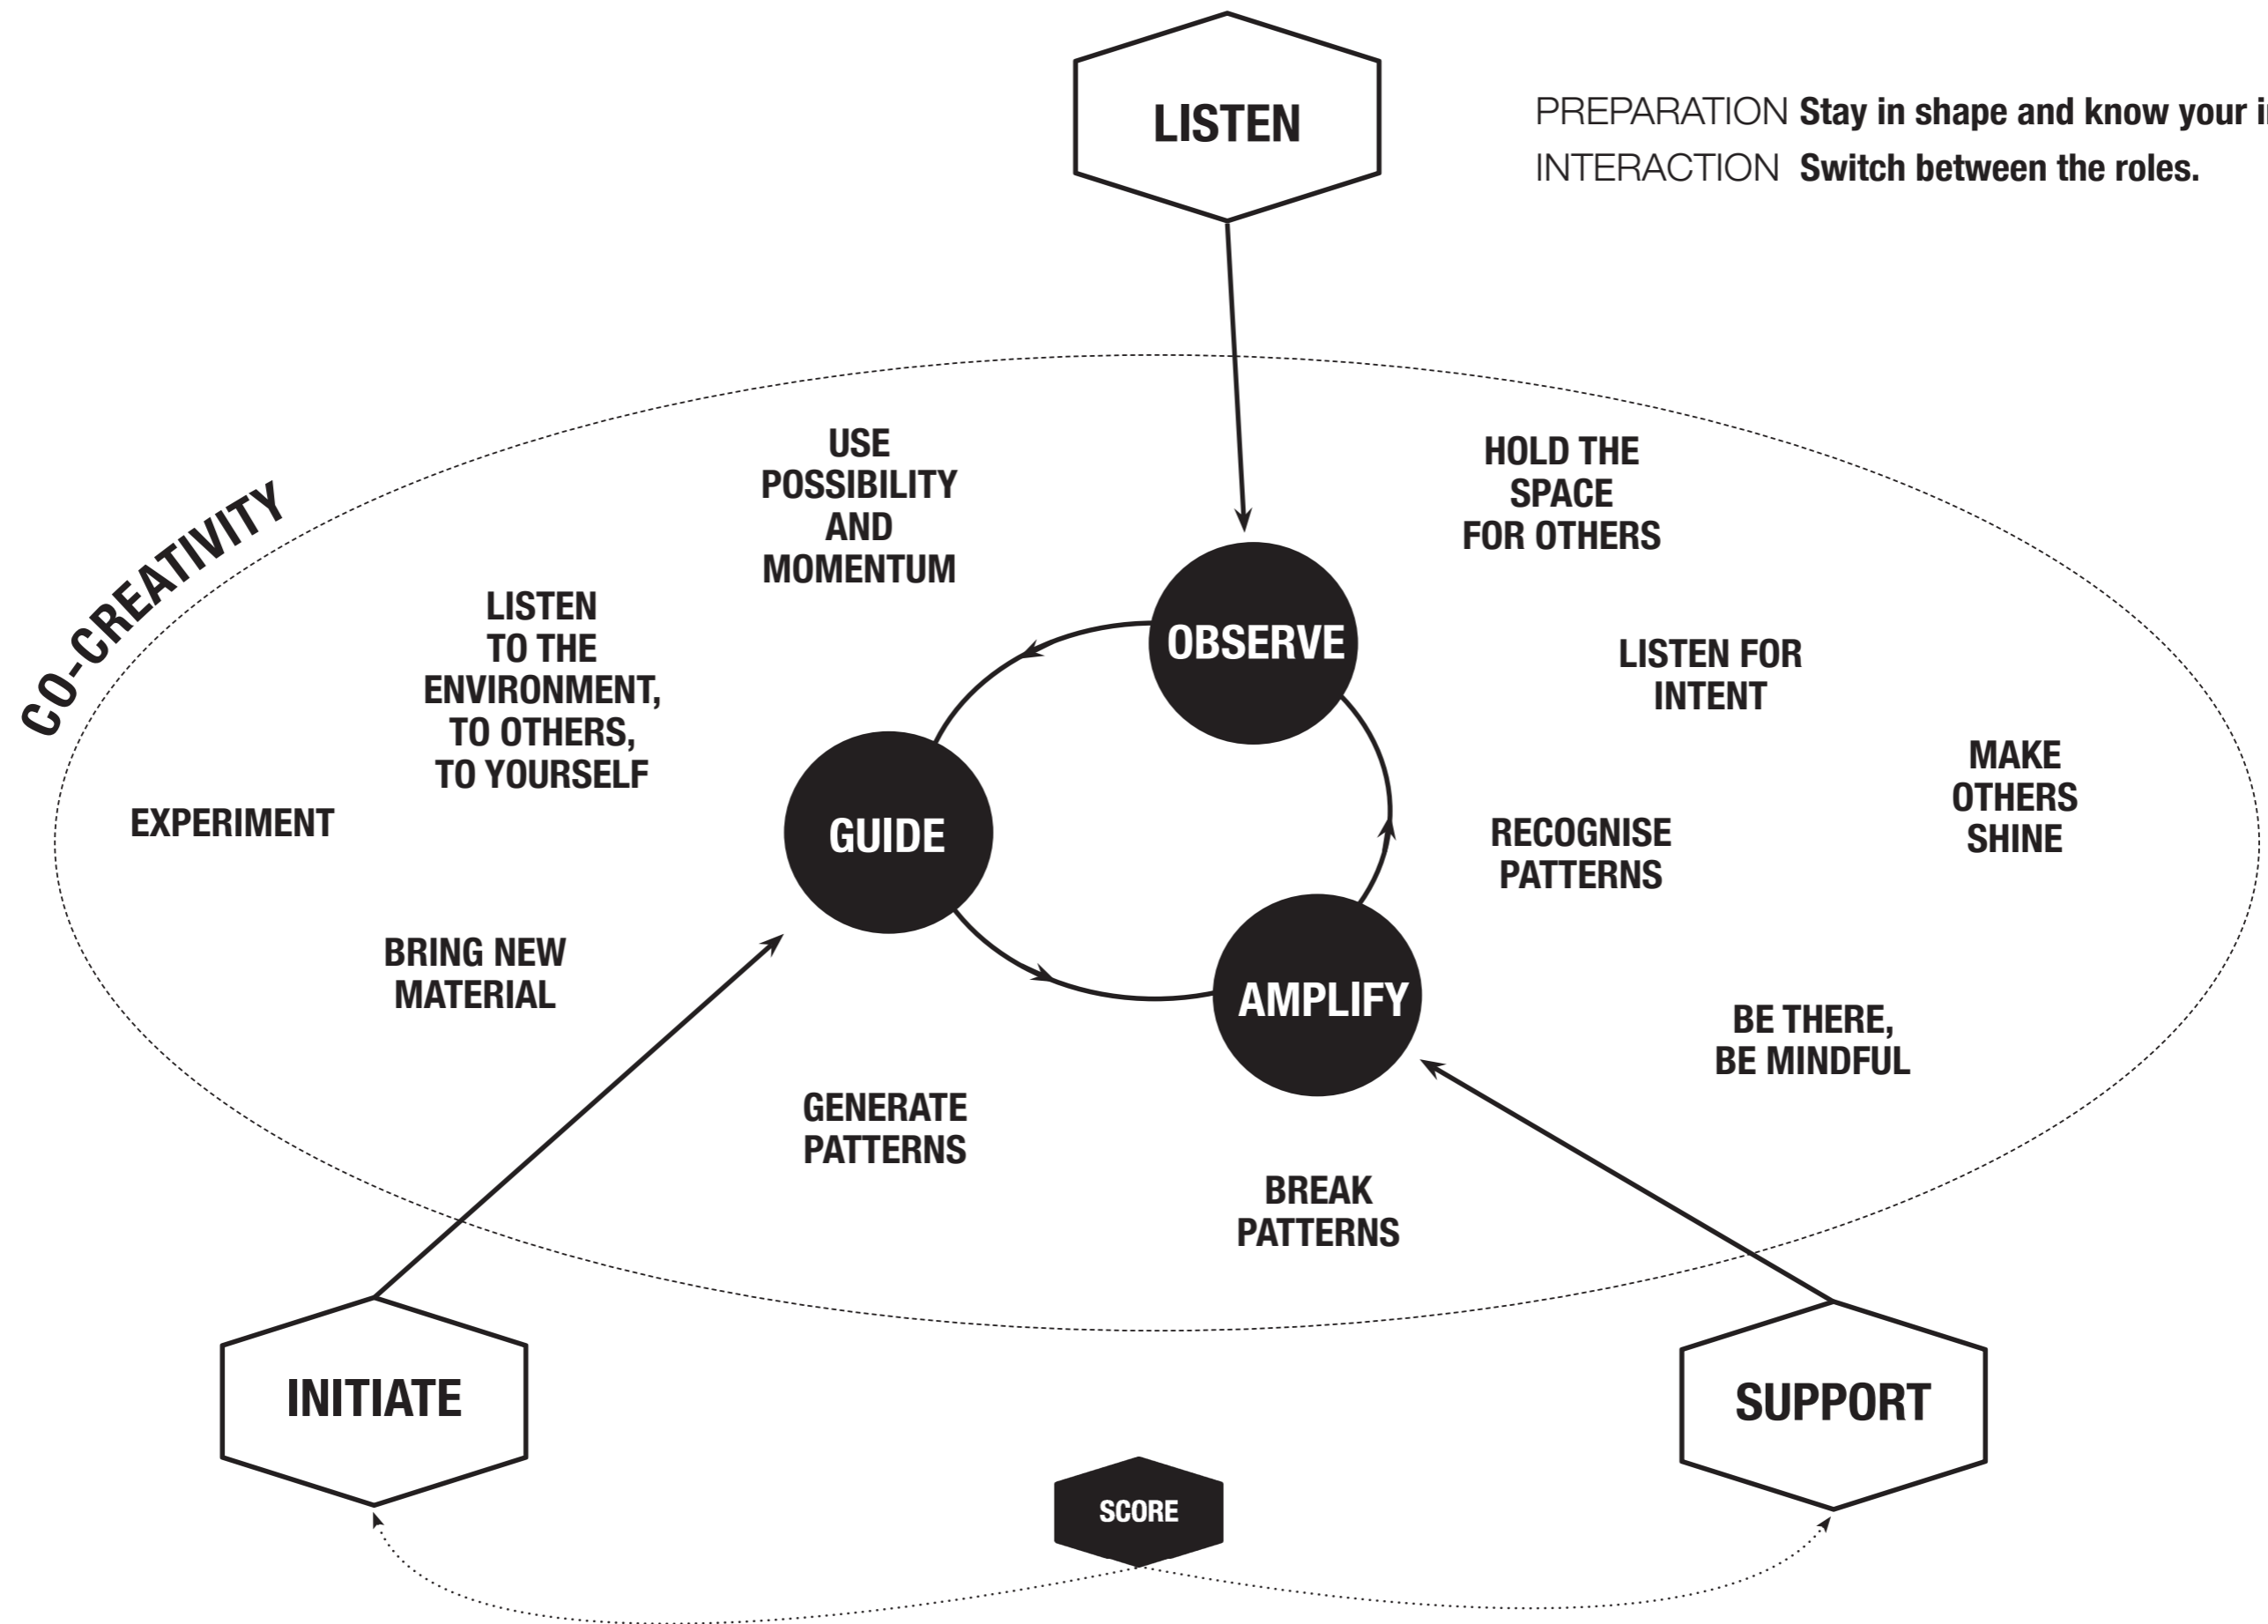 LISTEN
PREPARATION Stay in shape and know your
INTERACTION Switch between the roles.
CO-CREATIVITY
USE
POSSIBILITY
AND
MOMENTUM
HOLD THE
SPACE
FOR OTHERS
LISTEN
TO THE
ENVIRONMENT,
TO OTHERS,
TO YOURSELF
OBSERVE
LISTEN FOR
INTENT
EXPERIMENT
GUIDE
RECOGNISE
PATTERNS
MAKE
OTHERS
SHINE
BRING NEW
MATERIAL
AMPLIFY
BE THERE,
BE MINDFUL
GENERATE
PATTERNS
BREAK
PATTERNS
INITIATE
SUPPORT
SCORE